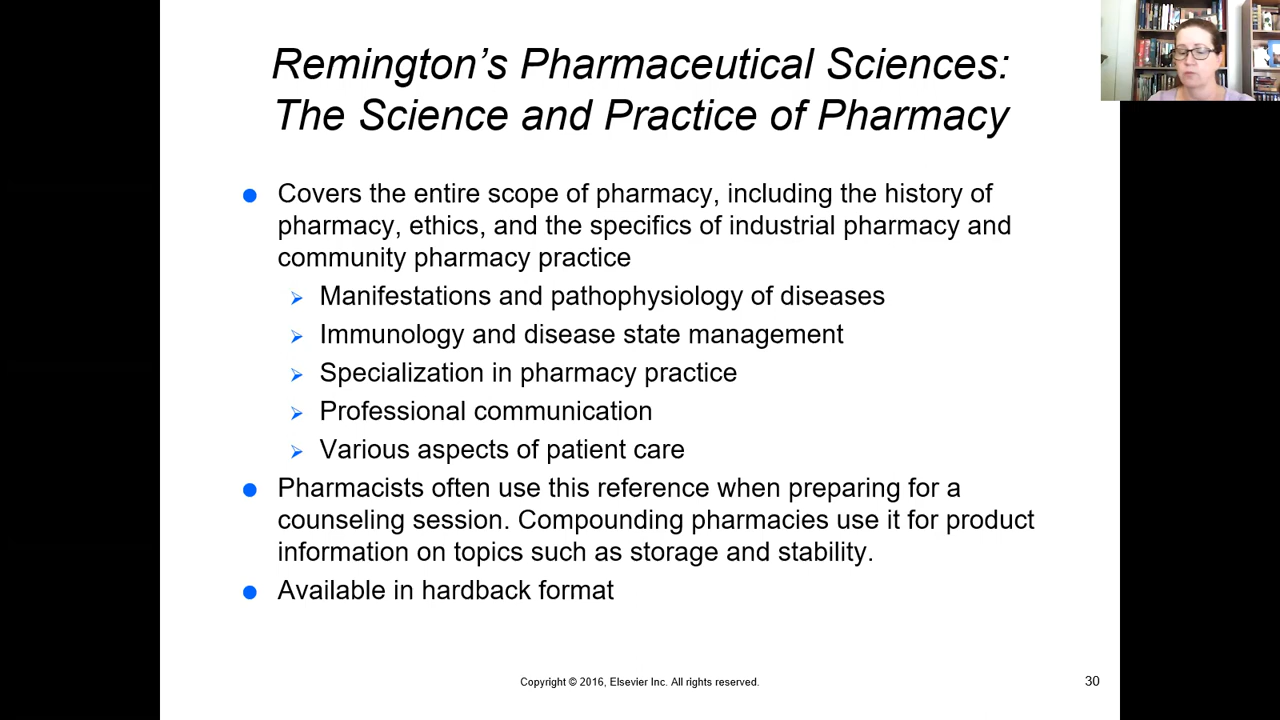 Remington’s Pharmaceutical Sciences:
The Science and Practice of Pharmacy
Covers the entire scope of pharmacy, including the history of
pharmacy, ethics, and the specifics of industrial pharmacy and
community pharmacy practice
Manifestations and pathophysiology of diseases
Immunology and disease state management
Specialization in pharmacy practice
Professional communication
Various aspects of patient care
Pharmacists often use this reference when preparing for a
counseling session. Compounding pharmacies use it for product
information on topics such as storage and stability.
Available in hardback format
Copyright © 2016, Elsevier Inc. All rights reserved.
30